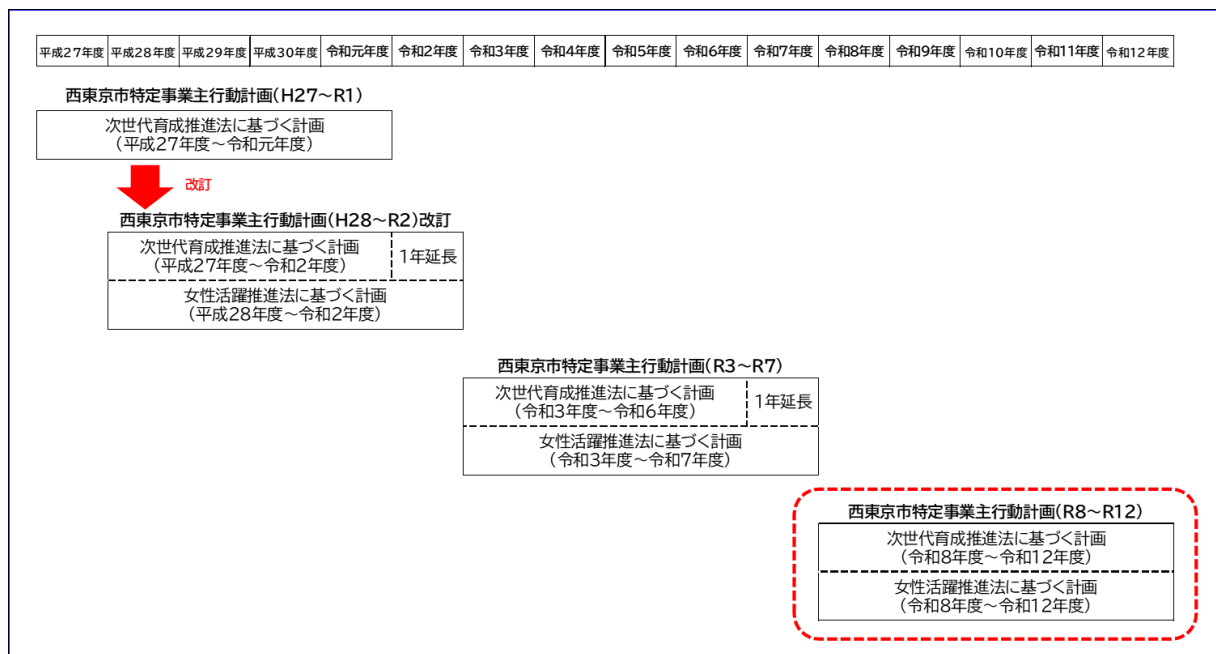 平成27年度 平成28年度 平成29年度 平成30年度 令和元年度 令和2年度 令和3年度 令和4年度 令和5年度 令和6年度 令和7年度 令和8年度 令和9年度 令和10年度 令和11年度 令和12年度
西東京市特定事業主行動計画(H27～R1)
次世代育成推進法に基づく計画
(平成27年度～令和元年度)
改訂
西東京市特定事業主行動計画(H28～R2)改訂
次世代育成推進法に基づく計画
(平成27年度～令和2年度)
1年延長
女性活躍推進法に基づく計画
(平成28年度～令和2年度)
西東京市特定事業主行動計画(R3～R7)
次世代育成推進法に基づく計画
(令和3年度～令和6年度)
1年延長
女性活躍推進法に基づく計画
(令和3年度～令和7年度)
西東京市特定事業主行動計画(R8～R12)
次世代育成推進法に基づく計画
(令和8年度～令和12年度)
女性活躍推進法に基づく計画
(令和8年度～令和12年度)